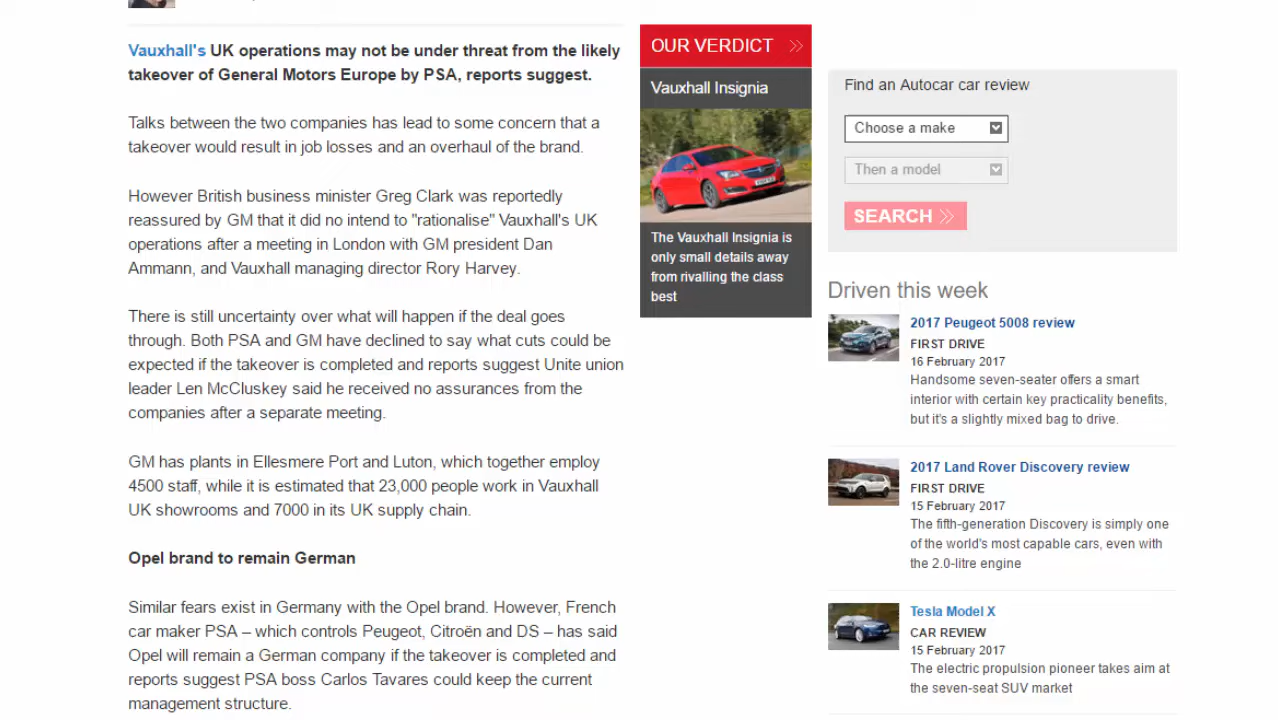 Vauxhall's UK operations may not be under threat from the likely
takeover of General Motors Europe by PSA, reports suggest.
Talks between the two companies has lead to some concern that a
takeover would result in job losses and an overhaul of the brand.
However British business minister Greg Clark was reportedly
reassured by GM that it did no intend to "rationalise" Vauxhall's UK
operations after a meeting in London with GM president Dan
Ammann, and Vauxhall managing director Rory Harvey.
There is still uncertainty over what will happen if the deal goes
through. Both PSA and GM have declined to say what cuts could be
expected if the takeover is completed and reports suggest Unite union
leader Len McCluskey said he received no assurances from the
companies after a separate meeting.
GM has plants in Ellesmere Port and Luton, which together employ
4500 staff, while it is estimated that 23,000 people work in Vauxhall
UK showrooms and 7000 in its UK supply chain.
Opel brand to remain German
Similar fears exist in Germany with the Opel brand. However, French
car maker PSA – which controls Peugeot, Citroën and DS – has said
Opel will remain a German company if the takeover is completed and
reports suggest PSA boss Carlos Tavares could keep the current
management structure.
OUR VERDICT
Vauxhall Insignia
The Vauxhall Insignia is
only small details away
from rivalling the class
best
Find an Autocar car review
Choose a make
Then a model
SEARCH
Driven this week
2017 Peugeot 5008 review
FIRST DRIVE
16 February 2017
Handsome seven-seater offers a smart
interior with certain key practicality benefits,
but it's a slightly mixed bag to drive.
2017 Land Rover Discovery review
FIRST DRIVE
15 February 2017
The fifth-generation Discovery is simply one
of the world's most capable cars, even with
the 2.0-litre engine
Tesla Model X
CAR REVIEW
15 February 2017
The electric propulsion pioneer takes aim at
the seven-seat SUV market